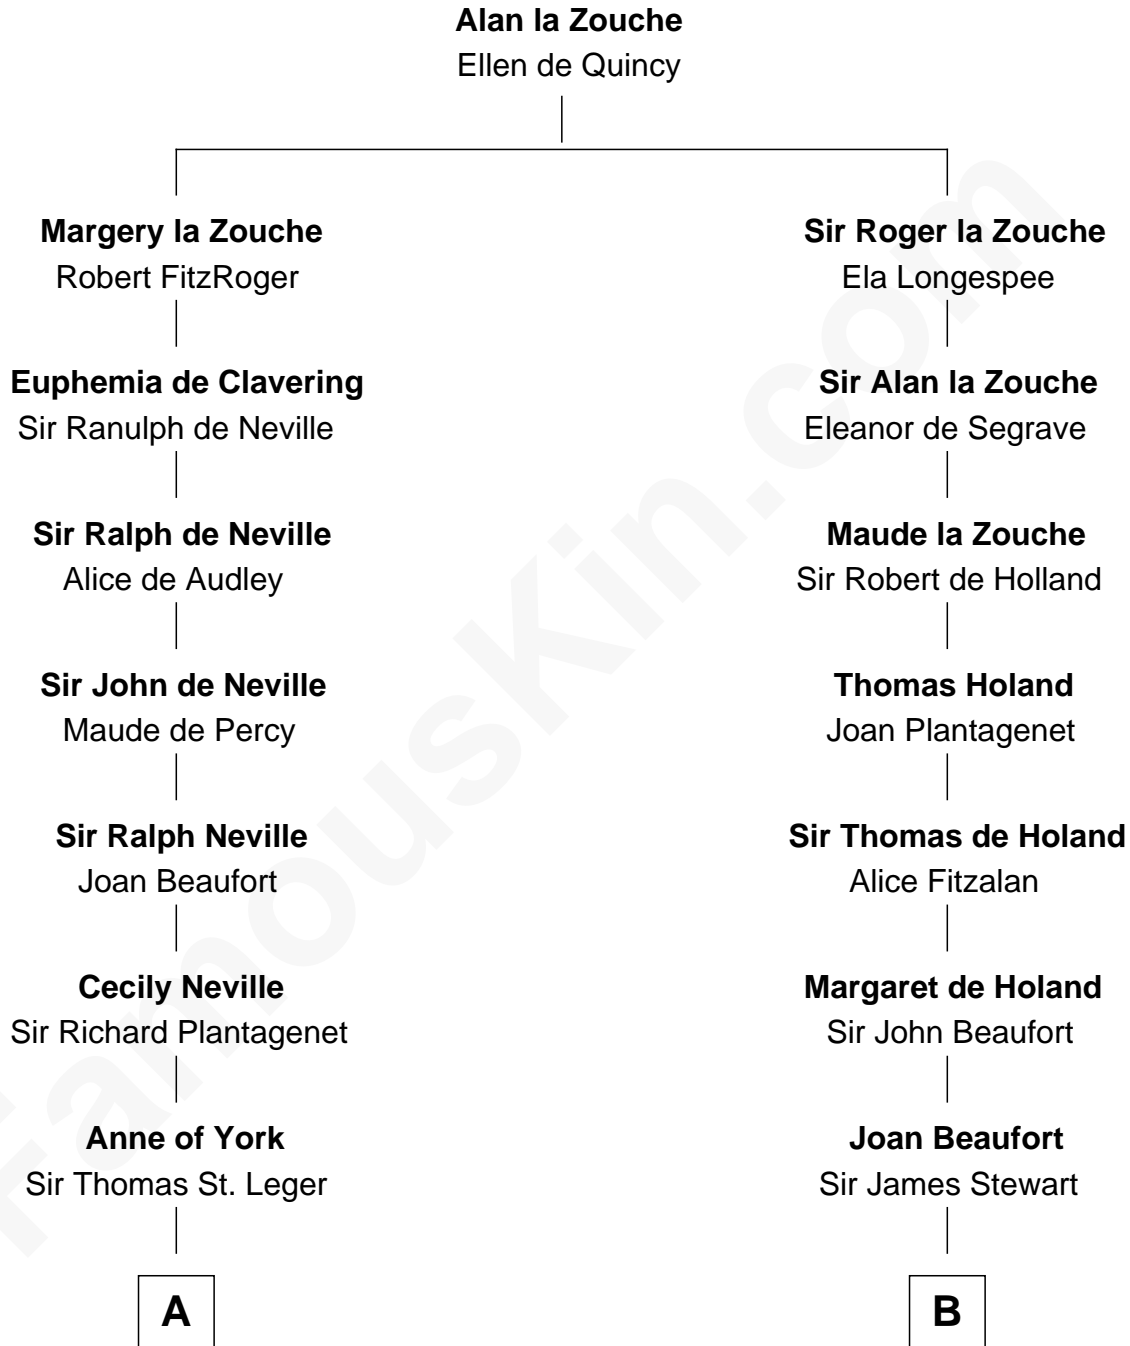 Alan la Zouche
Ellen de Quincy
Margery la Zouche
Robert FitzRoger
Sir Roger la Zouche
Ela Longespee
Euphemia de Clavering
Sir Ranulph de Neville
Sir Alan la Zouche
Eleanor de Segrave
Sir Ralph de Neville
Alice de Audley
Maude la Zouche
Sir Robert de Holland
Sir John de Neville
Maude de Percy
Thomas Holand
Joan Plantagenet
Sir Ralph Neville
Joan Beaufort
Sir Thomas de Holand
Alice Fitzalan
Cecily Neville
Sir Richard Plantagenet
Margaret de Holand
Sir John Beaufort
Anne of York
Sir Thomas St. Leger
Joan Beaufort
Sir James Stewart
A
B
FamousKin.com